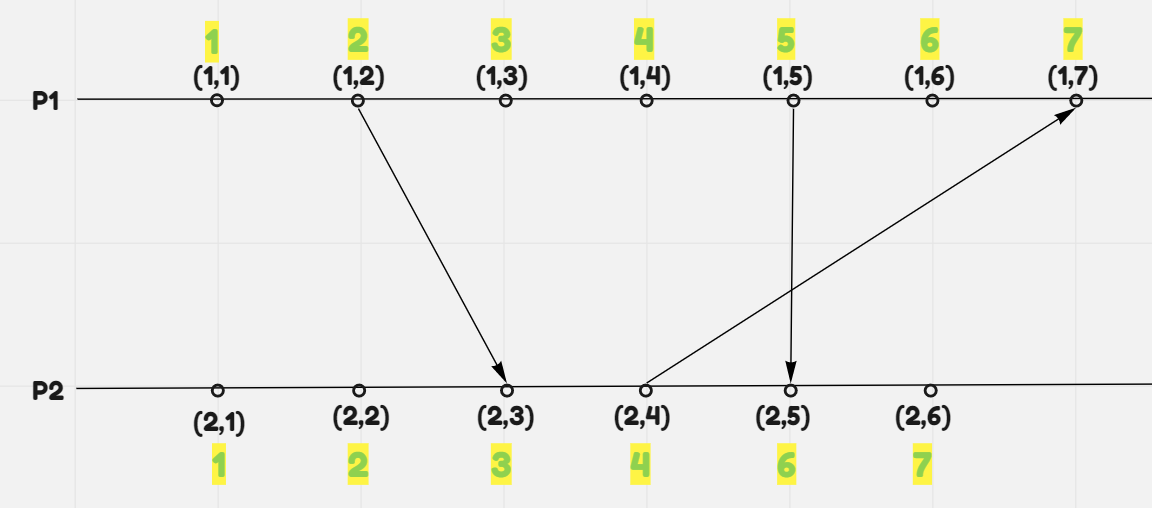 1 2 3 4 5 6 7
(1,1) (1,2) (1,3) (1,4) (1,5) (1,6) (1,7)
P1
P2
(2,1) (2,2) (2,3) (2,4) (2,5) (2,6)
1 2 3 4 6 7